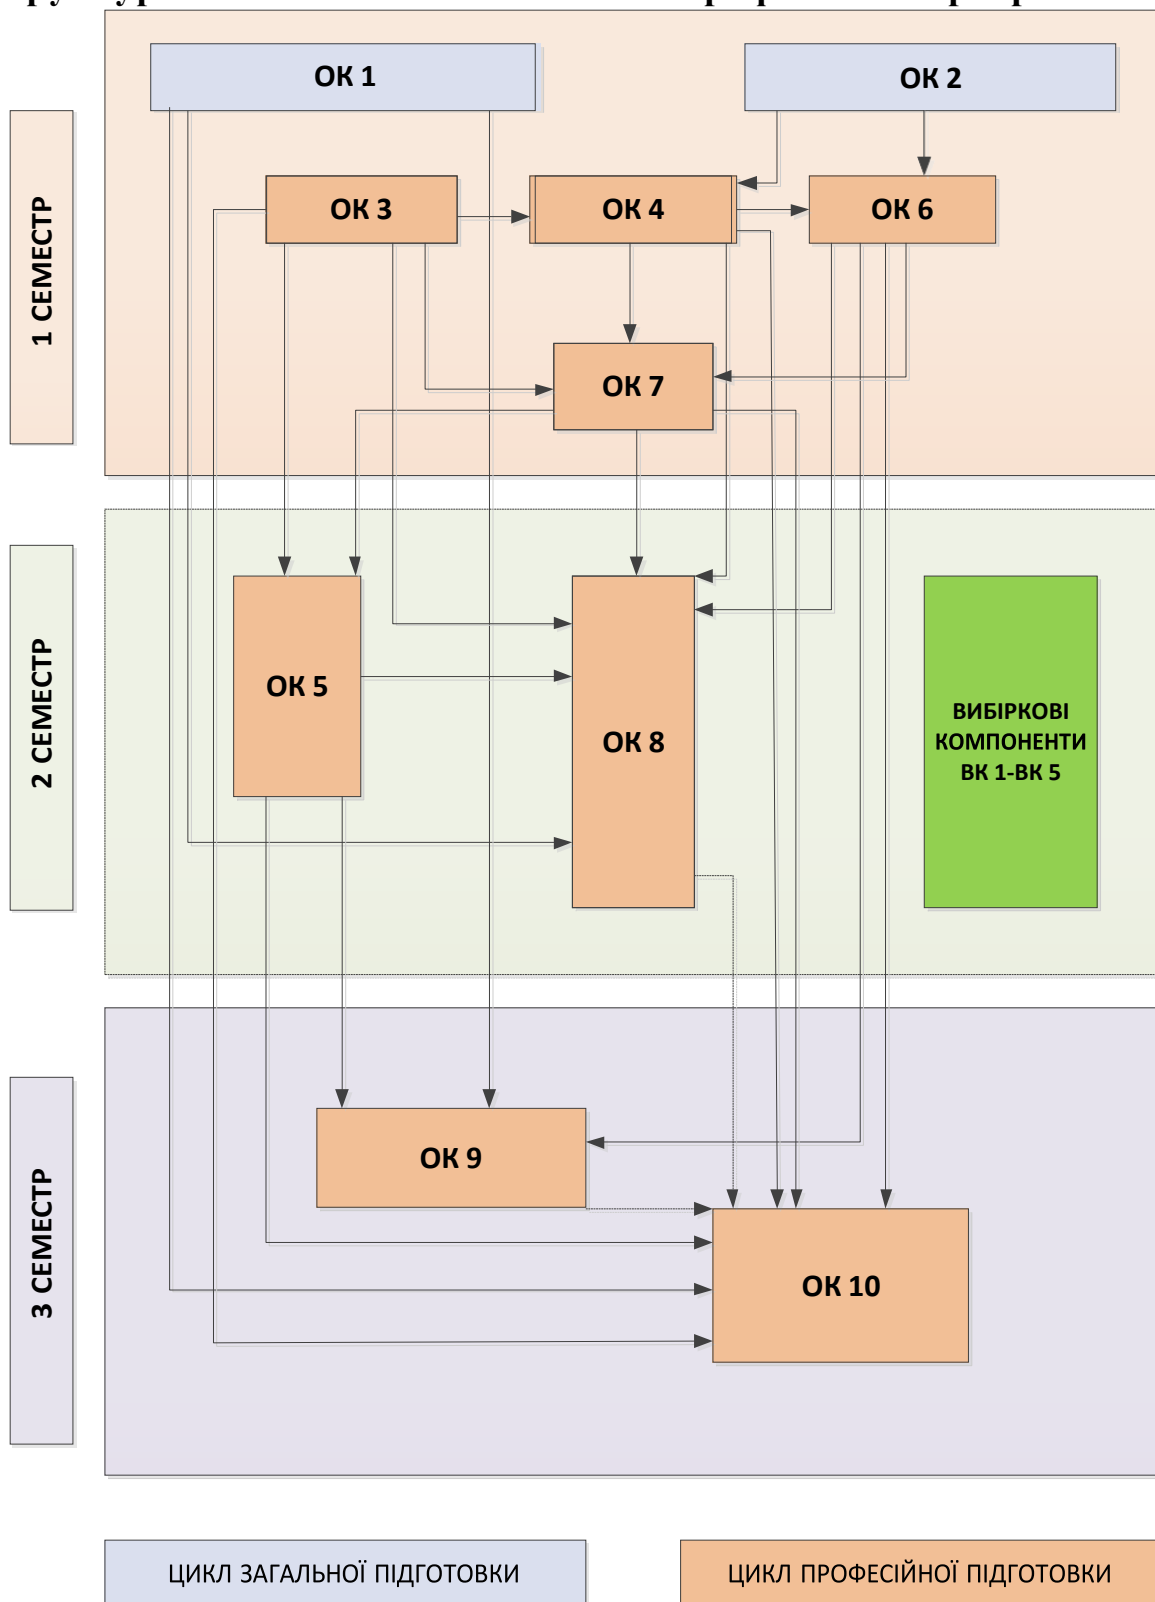 ОК 1
ОК 2
1 СЕМЕСТР
ОК 3
ОК 4
ОК 6
ОК 7
2 СЕМЕСТР
ОК 5
ОК 8
ВИБІРКОВІ
КОМПОНЕНТИ
ВК 1-ВК 5
3 СЕМЕСТР
ОК 9
ОК 10
ЦИКЛ ЗАГАЛЬНОЇ ПІДГОТОВКИ
ЦИКЛ ПРОФЕСІЙНОЇ ПІДГОТОВКИ